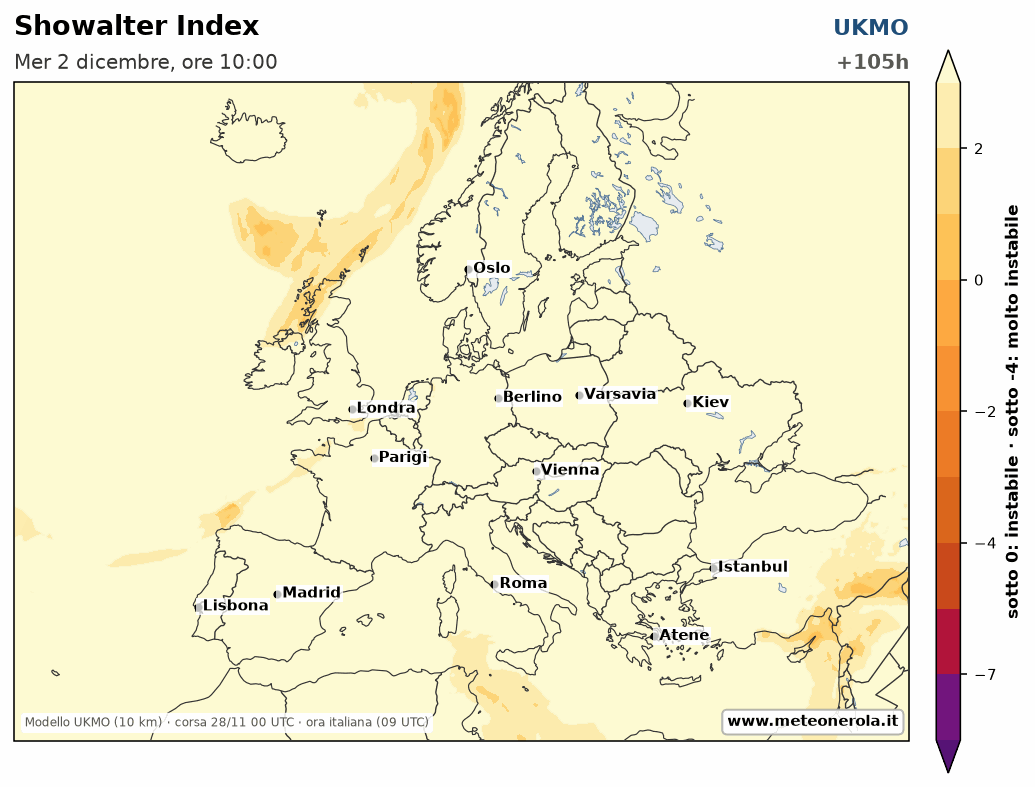 Showalter Index
UKMO
Mer 2 dicembre, ore 10:00
+105h
Oslo
Berlino
Varsavia
Kiev
Londra
Parigi
Vienna
Istanbul
Roma
Madrid
Lisbona
Atene
Modello UKMO (10 km) · corsa 28/11 00 UTC · ora italiana (09 UTC)
www.meteonerola.it
2
0
−2
−4
−7
sotto 0: instabile · sotto -4: molto instabile